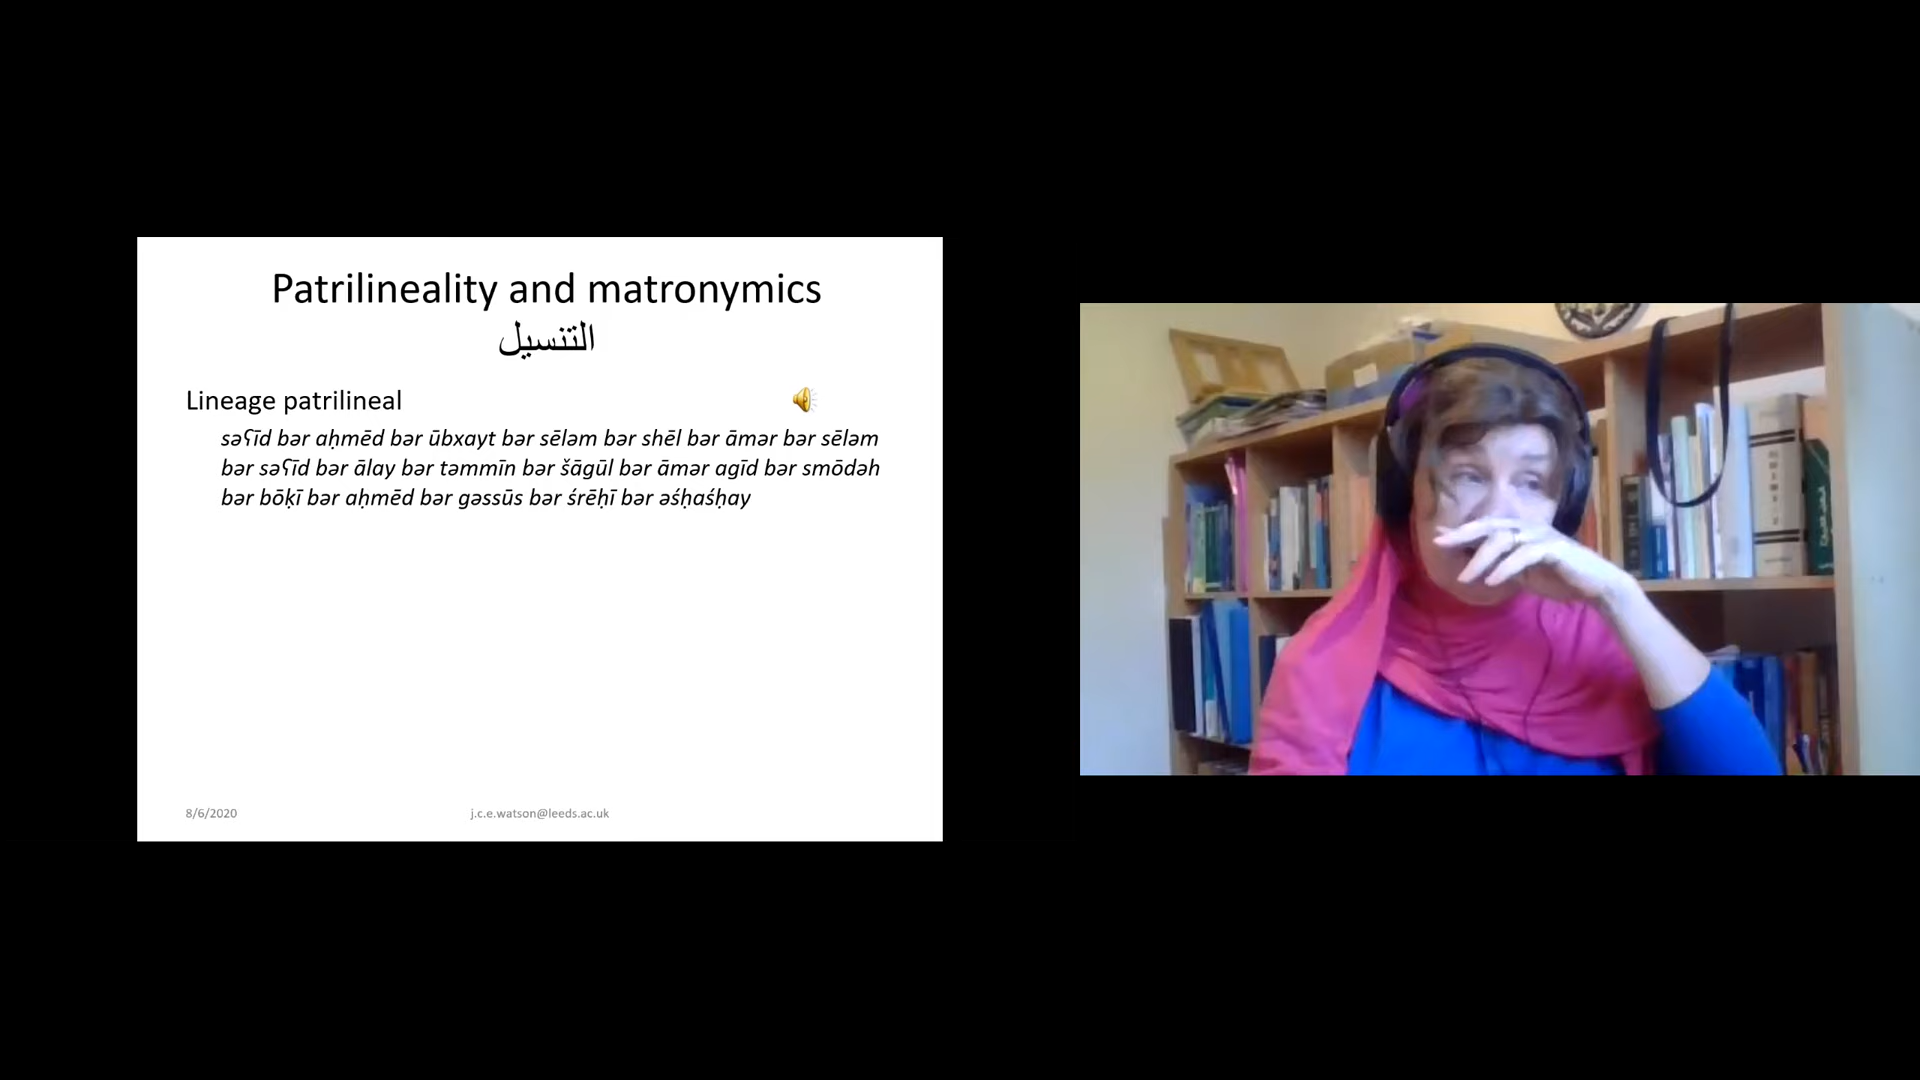 Patrilineality and matronymics
التنسيل
Lineage patrilineal
səʕīd bər aḥmēd bər ūbxayt bər sēləm bər shēl bər āmər bər sēləm
bər səʕīd bər ālay bər təmmīn bər šāgūl bər āmər agīd bər smōdəh
bər bōḳī bər aḥmēd bər gəssūs bər śrēḥī bər əśḥaśḥay
8/6/2020
j.c.e.watson@leeds.ac.uk